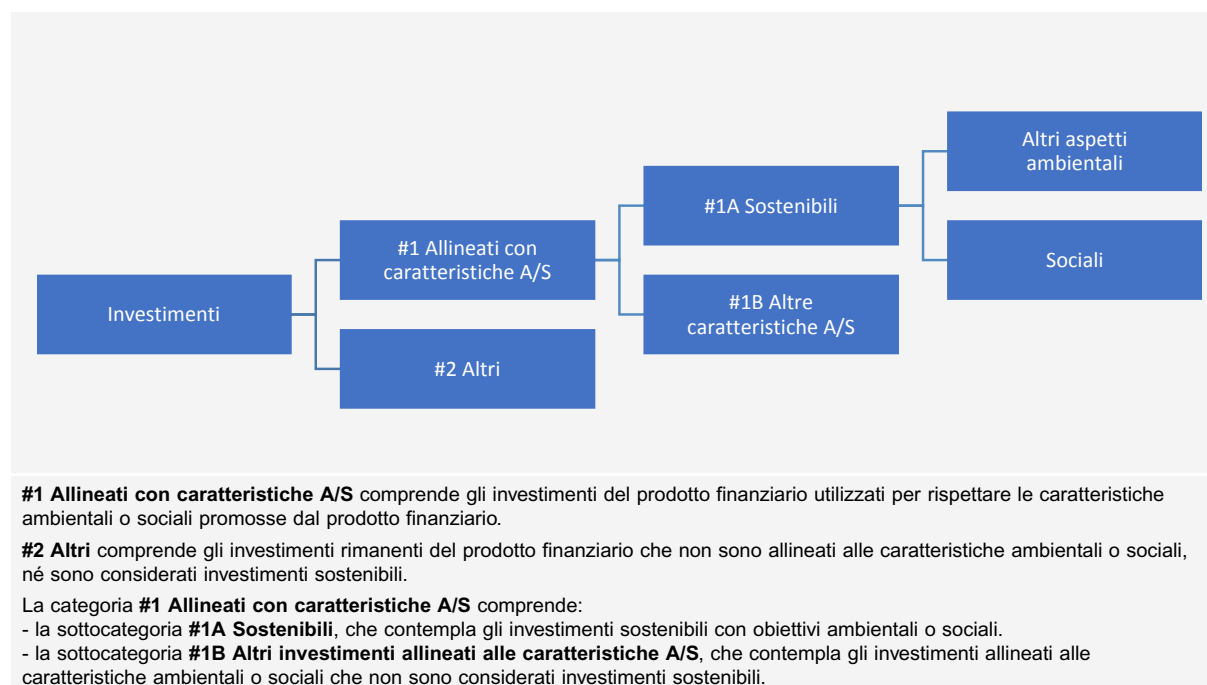 Altri aspetti
ambientali
#1A Sostenibili
#1 Allineati con
caratteristiche A/S
Sociali
Investimenti
#1B Altre
caratteristiche A/S
#2 Altri
#1 Allineati con caratteristiche A/S comprende gli investimenti del prodotto finanziario utilizzati per rispettare le caratteristiche
ambientali o sociali promosse dal prodotto finanziario.
#2 Altri comprende gli investimenti rimanenti del prodotto finanziario che non sono allineati alle caratteristiche ambientali o sociali,
né sono considerati investimenti sostenibili.
La categoria #1 Allineati con caratteristiche A/S comprende:
- la sottocategoria #1A Sostenibili, che contempla gli investimenti sostenibili con obiettivi ambientali o sociali.
- la sottocategoria #1B Altri investimenti allineati alle caratteristiche A/S, che contempla gli investimenti allineati alle
caratteristiche ambientali o sociali che non sono considerati investimenti sostenibili.